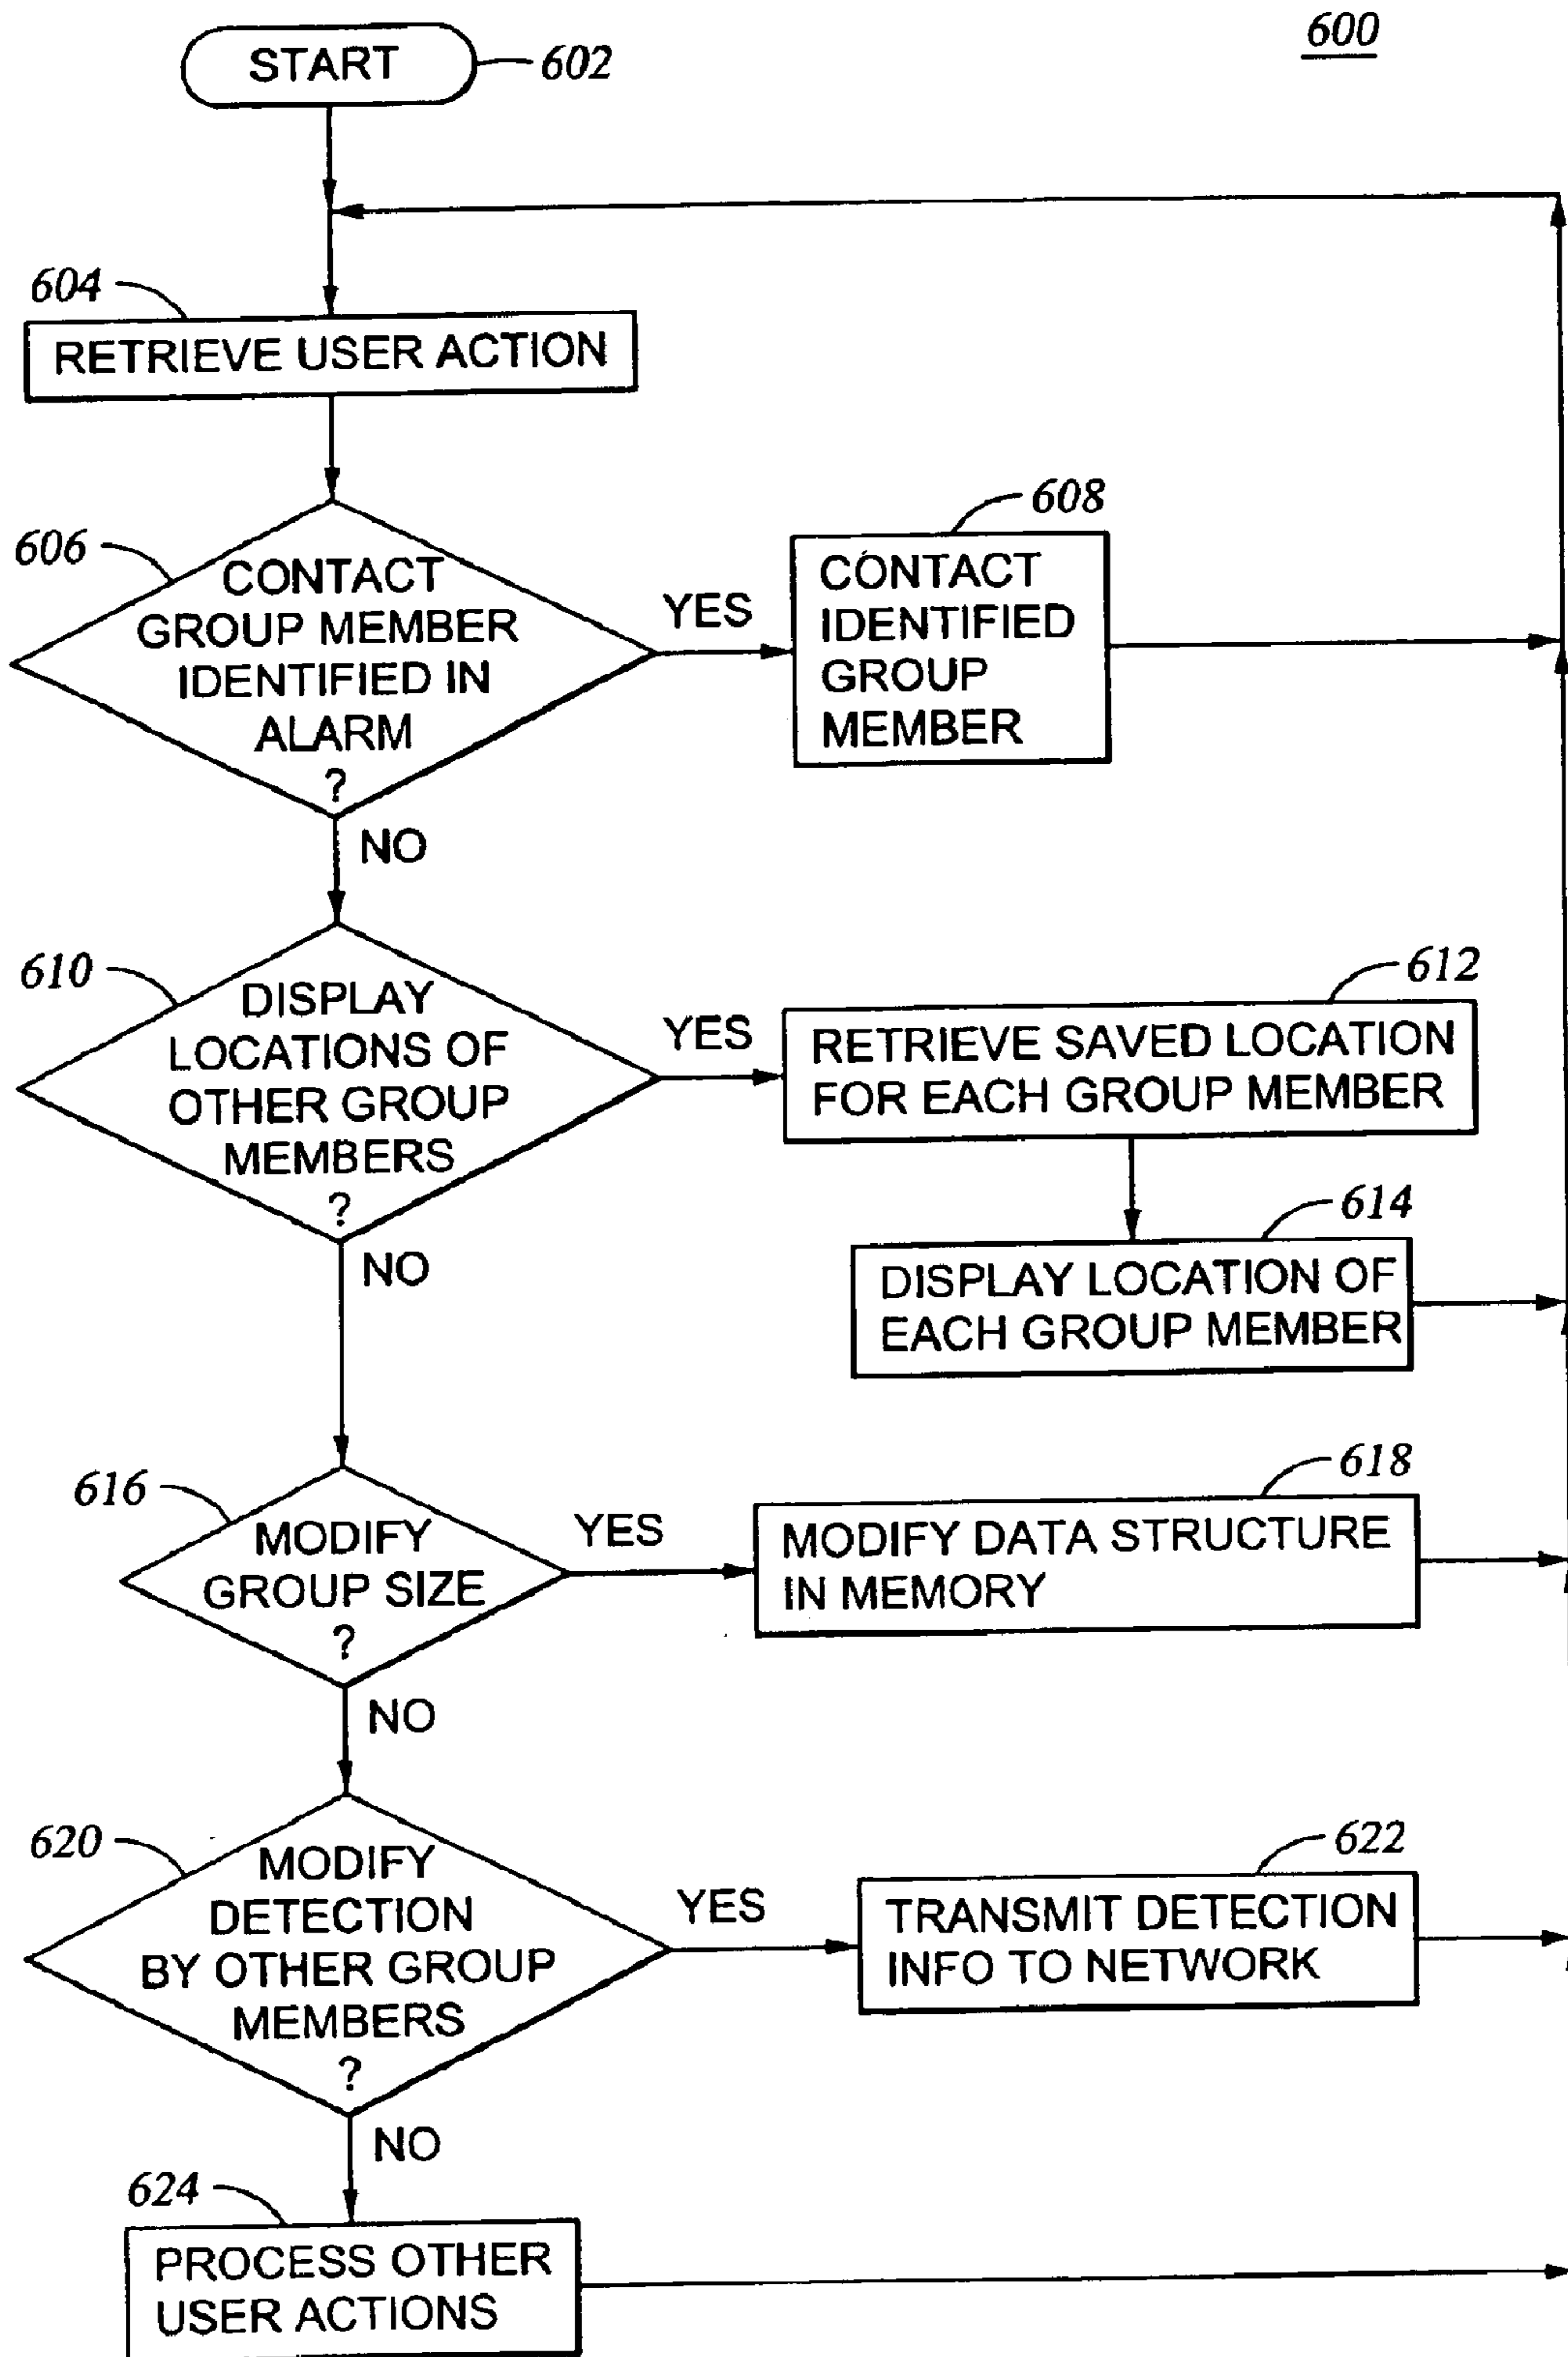 600
START
602
604
RETRIEVE USER ACTION
606
CONTACT
GROUP MEMBER
IDENTIFIED IN
ALARM
?
YES
608
CONTACT
IDENTIFIED
GROUP
MEMBER
NO
610
DISPLAY
LOCATIONS OF
OTHER GROUP
MEMBERS
?
YES
612
RETRIEVE SAVED LOCATION
FOR EACH GROUP MEMBER
614
DISPLAY LOCATION OF
EACH GROUP MEMBER
NO
616
MODIFY
GROUP SIZE
?
YES
618
MODIFY DATA STRUCTURE
IN MEMORY
NO
620
MODIFY
DETECTION
BY OTHER GROUP
MEMBERS
?
YES
622
TRANSMIT DETECTION
INFO TO NETWORK
NO
624
PROCESS OTHER
USER ACTIONS